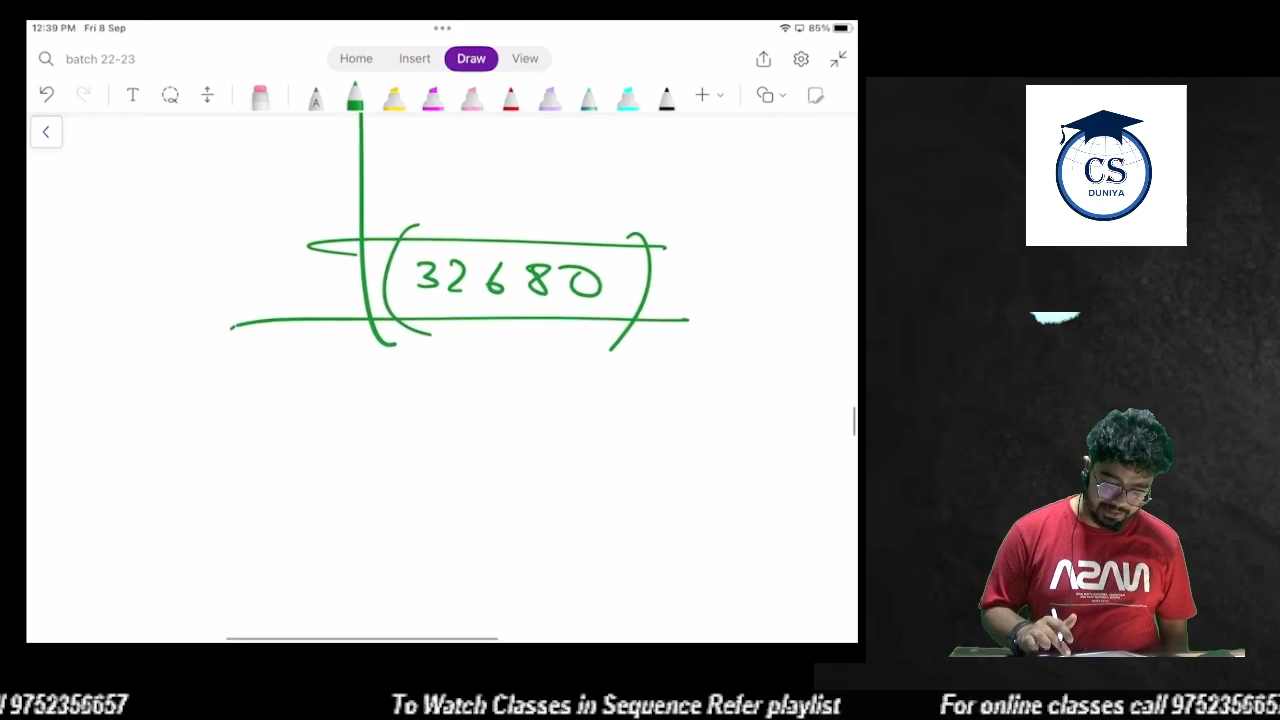 12:39 PM Fri 8 Sep
85%
batch 22-23
Home Insert Draw View
T
A
(32680)
CS
DUNIYA
NASA
l 9752356657 To Watch Classes in Sequence Refer playlist For online classes call 975235665